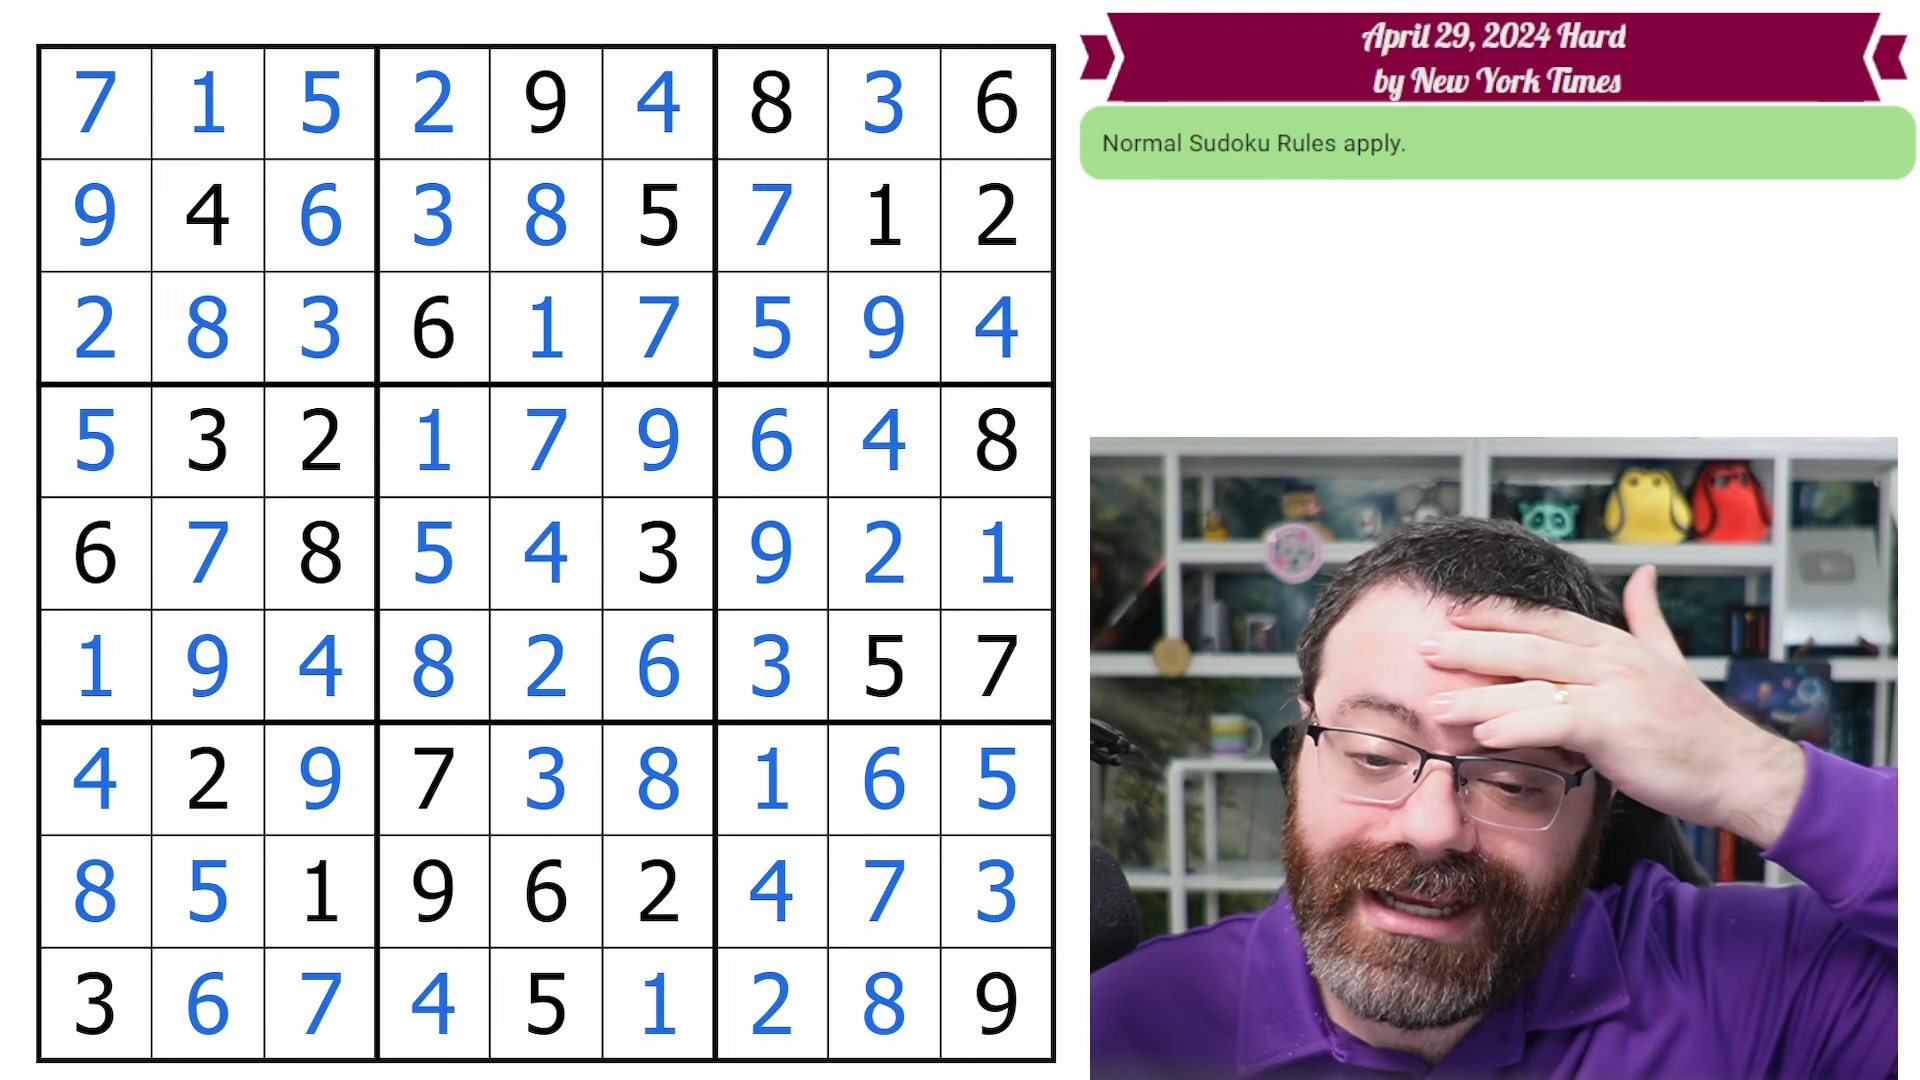 April 29, 2024 Hard
by New York Times
Normal Sudoku Rules apply.
7 1 5 2 9 4 8 3 6
9 4 6 3 8 5 7 1 2
2 8 3 6 1 7 5 9 4
5 3 2 1 7 9 6 4 8
6 7 8 5 4 3 9 2 1
1 9 4 8 2 6 3 5 7
4 2 9 7 3 8 1 6 5
8 5 1 9 6 2 4 7 3
3 6 7 4 5 1 2 8 9